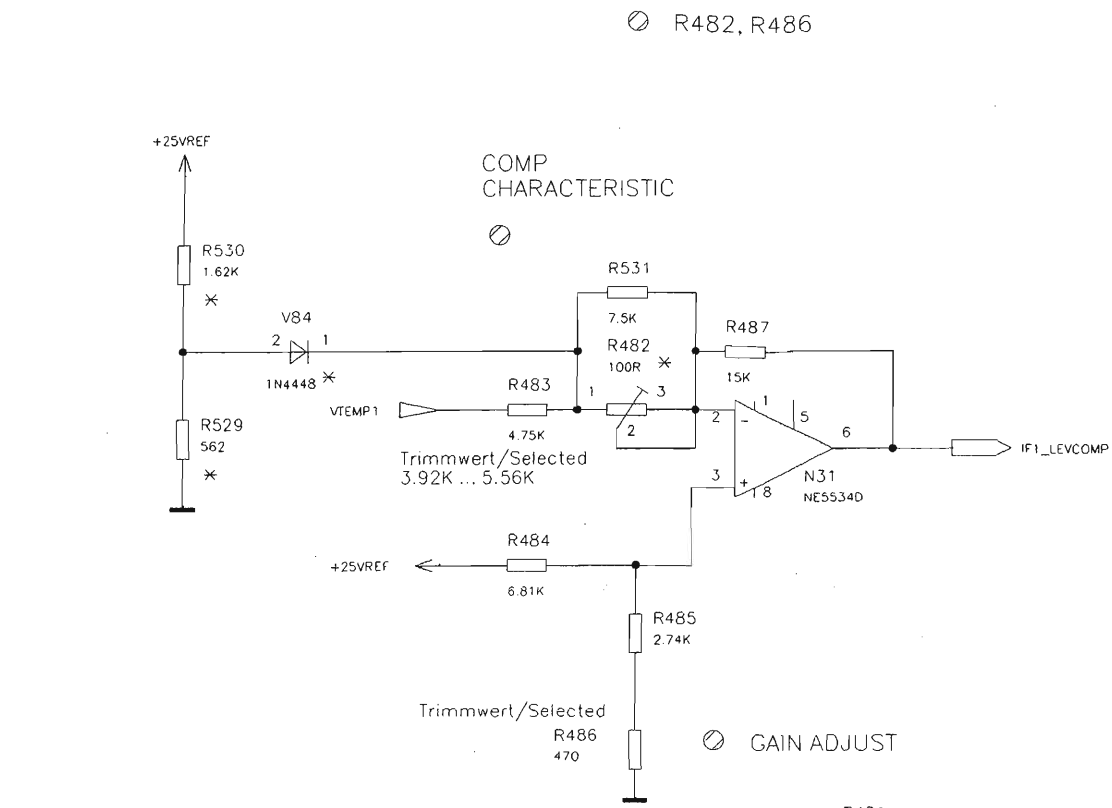 R482, R486
+25VREF
COMP
CHARACTERISTIC
R530
1.62K
*
R531
7.5K
V84
2 1
1N4448 *
R487
15K
R482
100R *
1 3
2
R483
4.75K
VTEMP1
Trimmwert/Selected
3.92K ... 5.56K
R529
562
*
2 - 1
5
6
3 + 8
N31
NE5534D
IF1_LEVCOMP
R484
6.81K
+25VREF
R485
2.74K
Trimmwert/Selected
R486
470
GAIN ADJUST